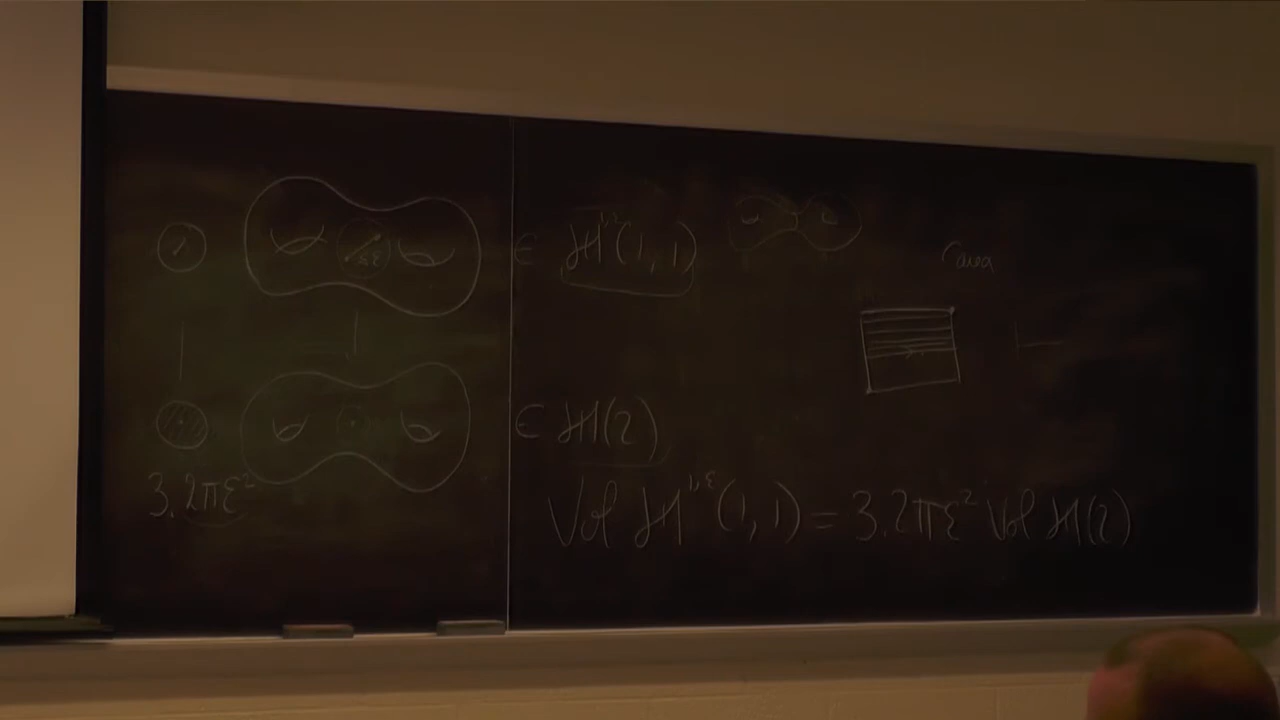 ≤ε
∈ ℋ^{1,ε}(1,1)
∈ ℋ(2)
3.2πε²
Vol ℋ^{1,ε}(1,1) = 3.2πε² Vol ℋ(2)